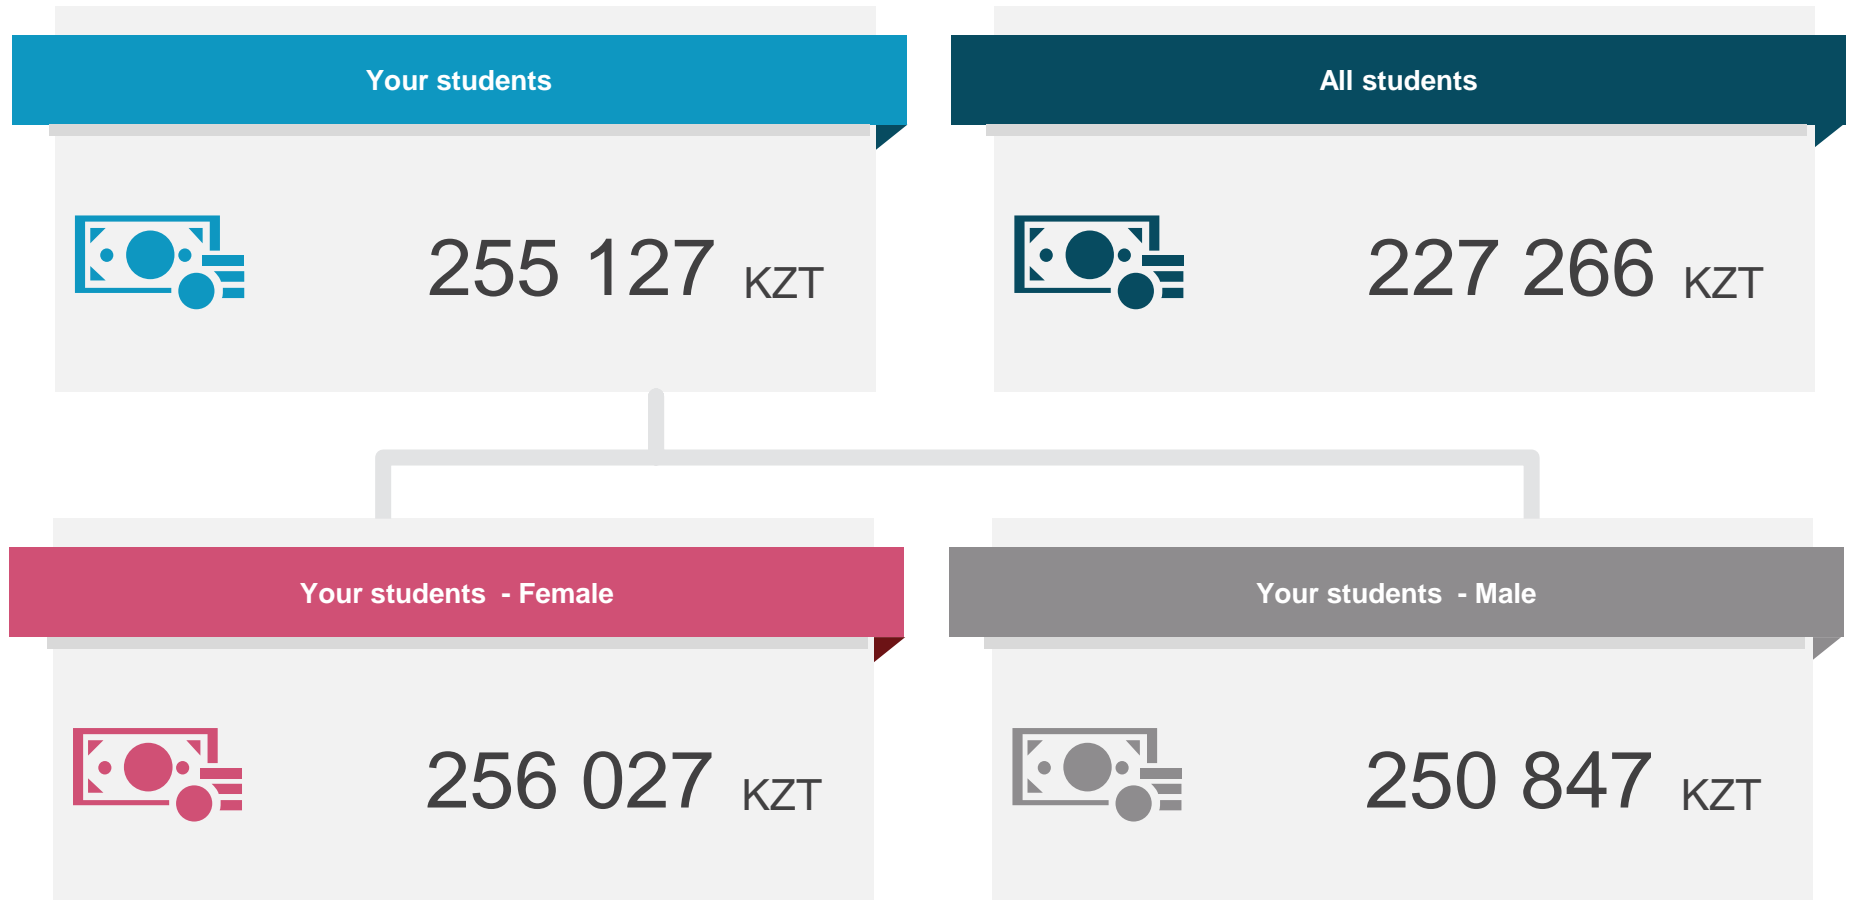 Your students
All students
255 127 KZT
227 266 KZT
Your students - Female
Your students - Male
256 027 KZT
250 847 KZT